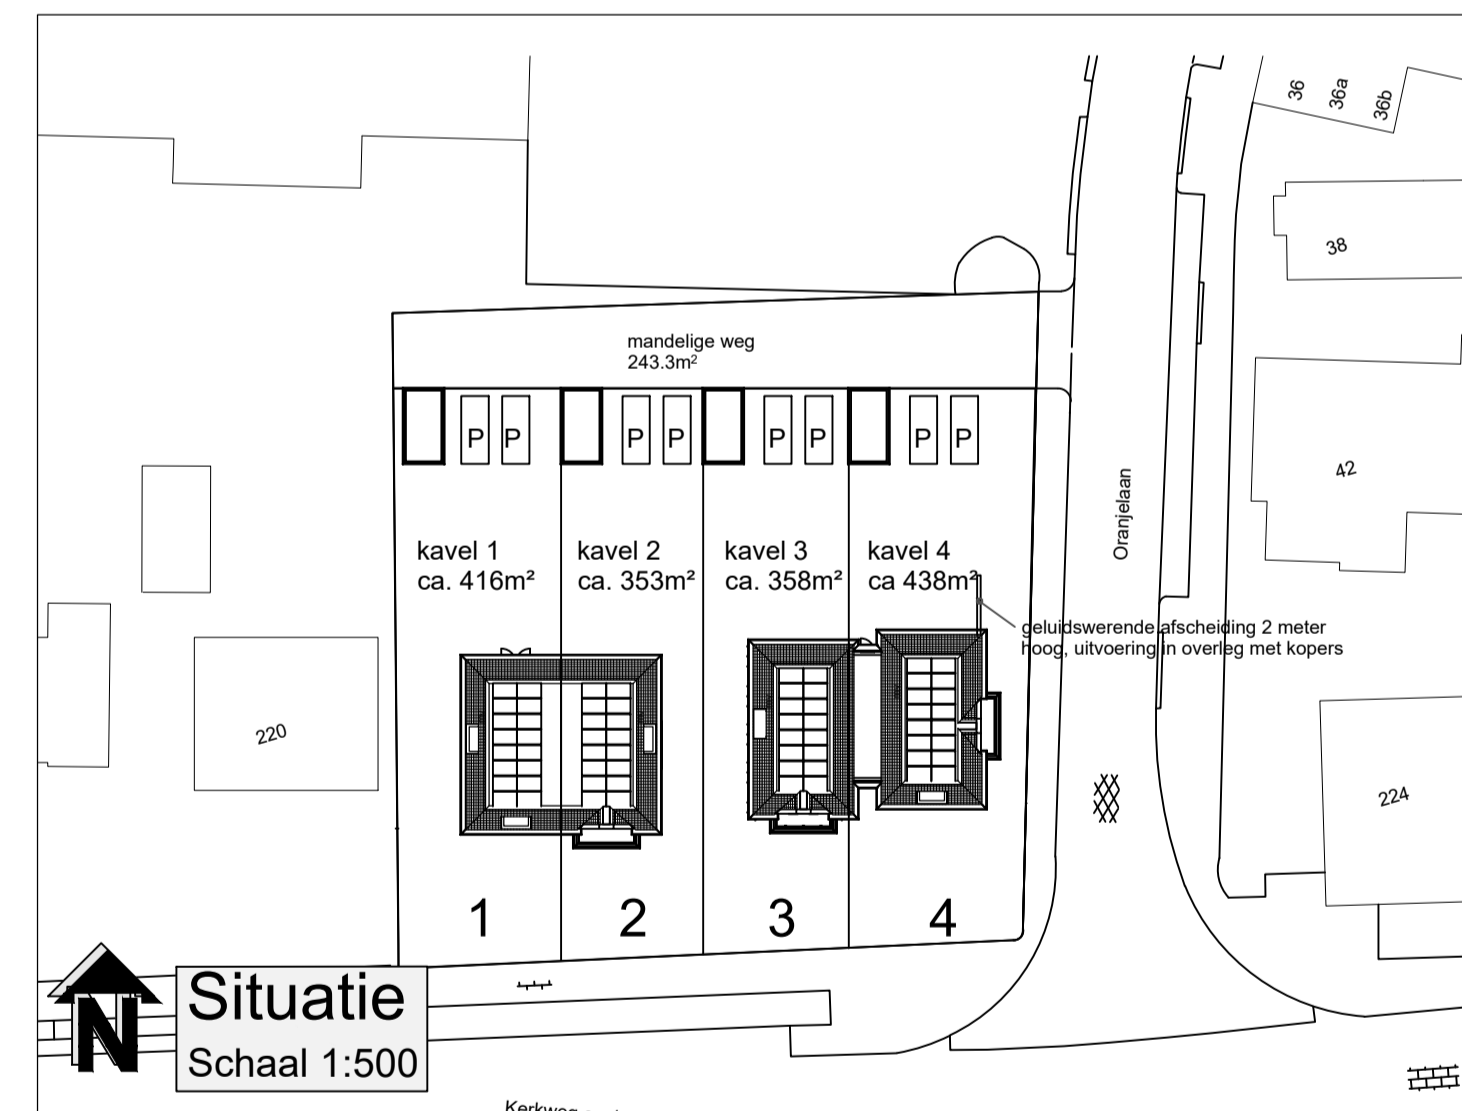 36
36a
36b
38
mandelige weg
243.3m²
P P P P P P P P
42
Oranjelaan
kavel 1
ca. 416m²
kavel 2
ca. 353m²
kavel 3
ca. 358m²
kavel 4
ca 438m²
geluidswerende afscheiding 2 meter
hoog, uitvoering in overleg met kopers
220
224
1 2 3 4
N
Situatie
Schaal 1:500
Kerkweg